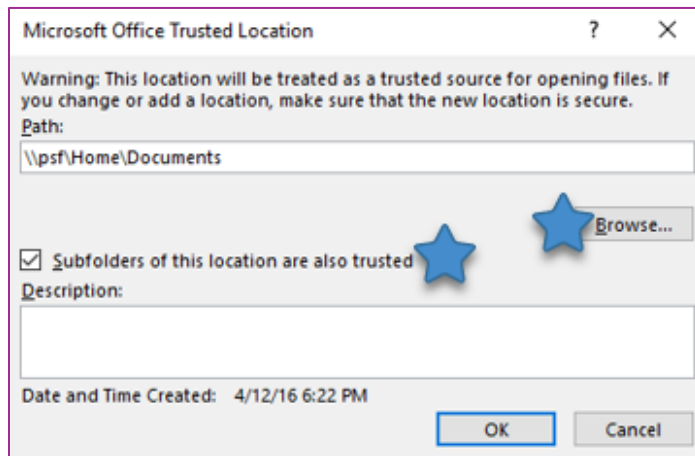 Microsoft Office Trusted Location
Warning: This location will be treated as a trusted source for opening files. If
you change or add a location, make sure that the new location is secure.
Path:
\\psf\Home\Documents
Browse...
Subfolders of this location are also trusted
Description:
Date and Time Created: 4/12/16 6:22 PM
OK Cancel